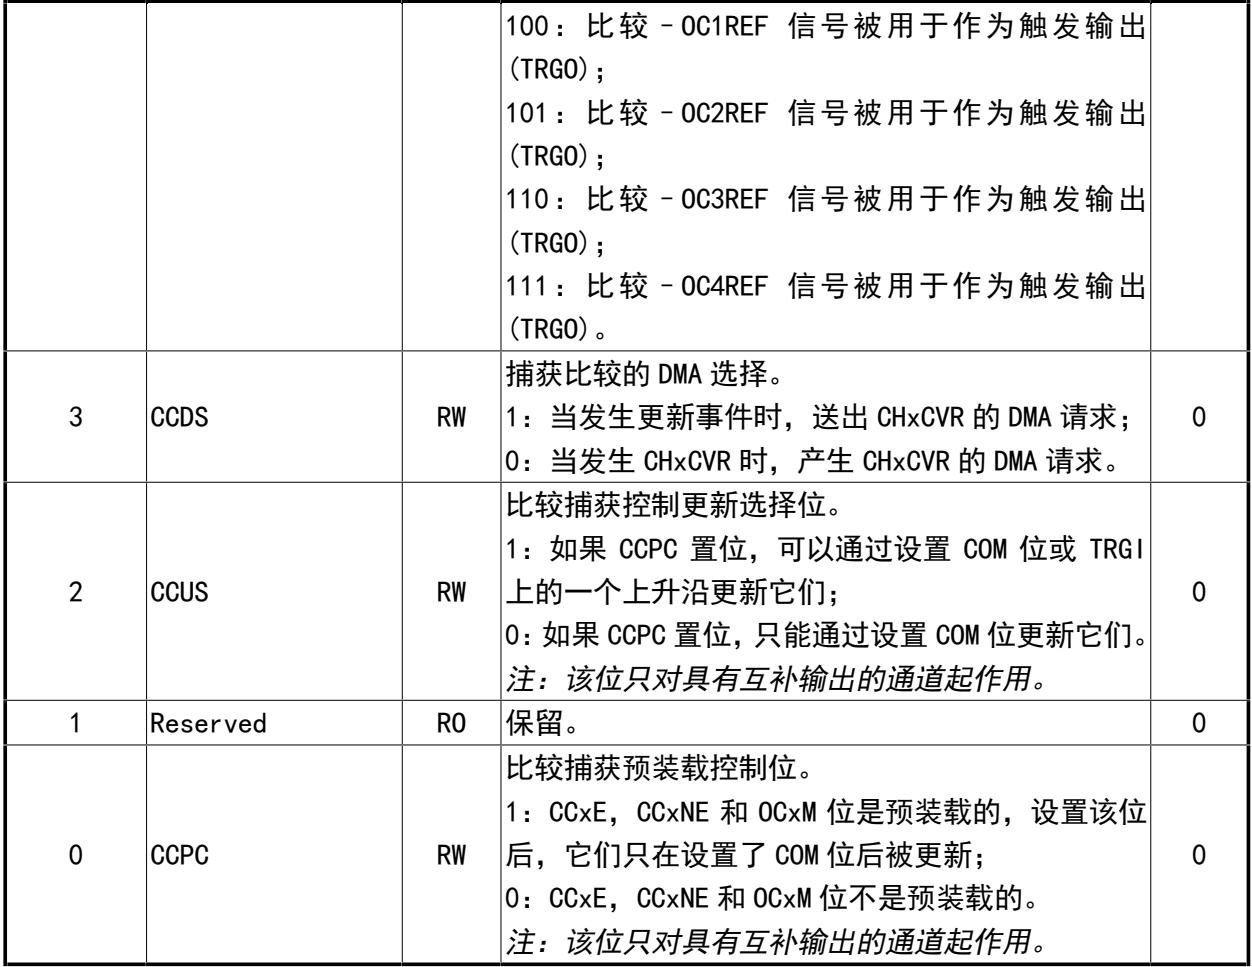 100：比较 – OC1REF 信号被用于作为触发输出
(TRGO)；
101：比较 – OC2REF 信号被用于作为触发输出
(TRGO)；
110：比较 – OC3REF 信号被用于作为触发输出
(TRGO)；
111：比较 – OC4REF 信号被用于作为触发输出
(TRGO)。
3
CCDS
RW
捕获比较的 DMA 选择。
1：当发生更新事件时，送出 CHxCVR 的 DMA 请求；
0：当发生 CHxCVR 时，产生 CHxCVR 的 DMA 请求。
0
2
CCUS
RW
比较捕获控制更新选择位。
1：如果 CCPC 置位，可以通过设置 COM 位或 TRGI
上的一个上升沿更新它们；
0：如果 CCPC 置位，只能通过设置 COM 位更新它们。
注：该位只对具有互补输出的通道起作用。
0
1
Reserved
RO
保留。
0
0
CCPC
RW
比较捕获预装载控制位。
1：CCxE，CCxNE 和 OCxM 位是预装载的，设置该位
后，它们只在设置了 COM 位后被更新；
0：CCxE，CCxNE 和 OCxM 位不是预装载的。
注：该位只对具有互补输出的通道起作用。
0